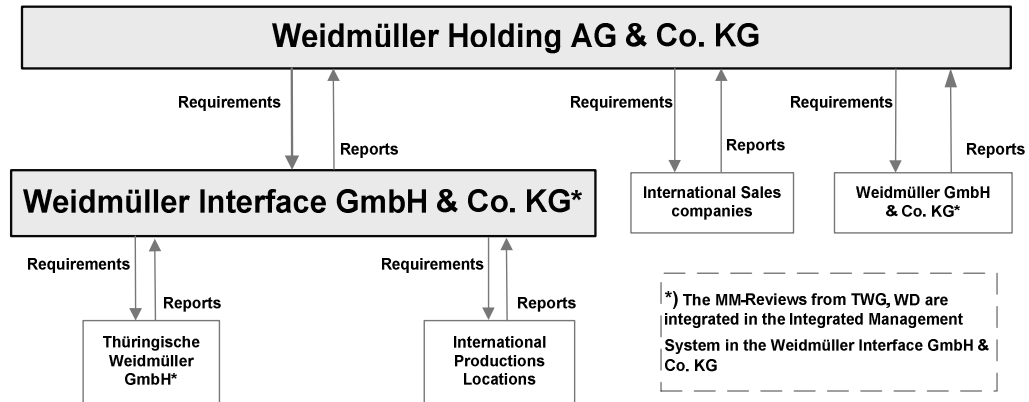 Weidmüller Holding AG & Co. KG
Requirements
Reports
Requirements
Reports
Requirements
Reports
Weidmüller Interface GmbH & Co. KG*
International Sales
companies
Weidmüller GmbH
& Co. KG*
Requirements
Reports
Requirements
Reports
Thüringische
Weidmüller
GmbH*
International
Productions
Locations
*) The MM-Reviews from TWG, WD are
integrated in the Integrated Management
System in the Weidmüller Interface GmbH &
Co. KG